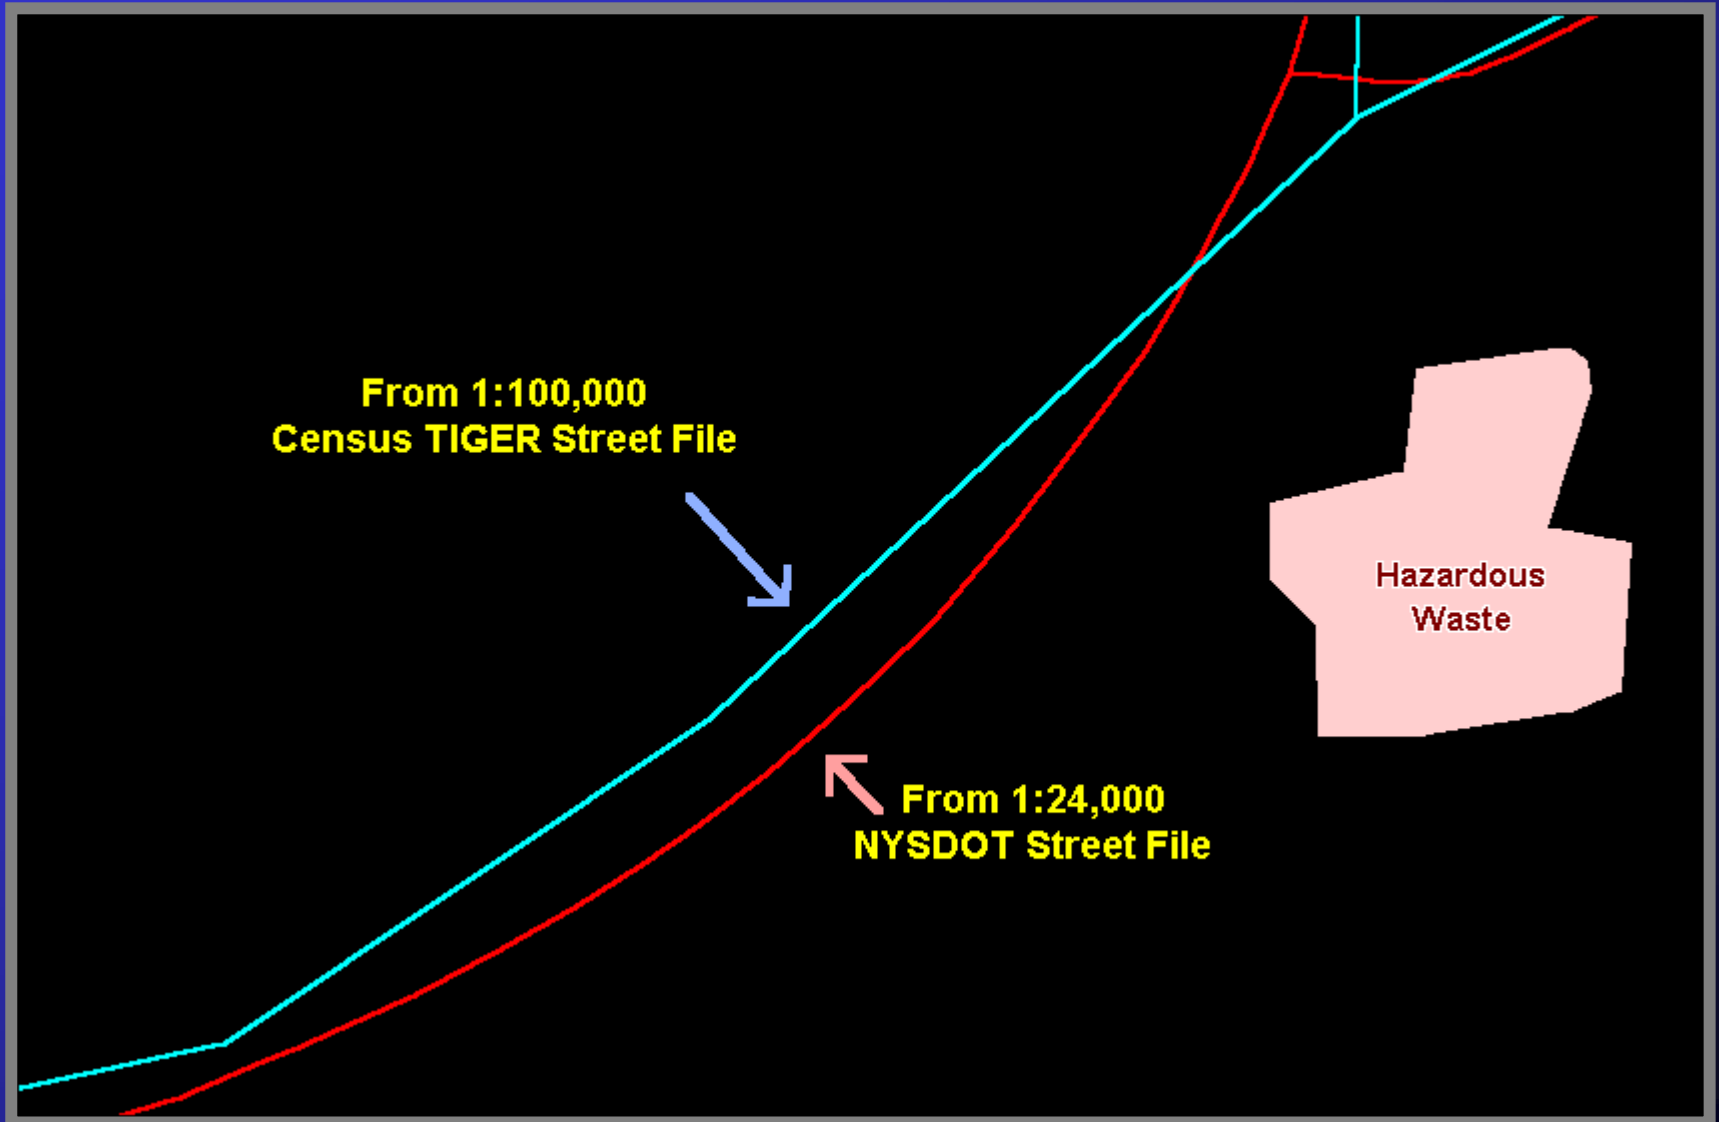 From 1:100,000
Census TIGER Street File
Hazardous
Waste
From 1:24,000
NYSDOT Street File